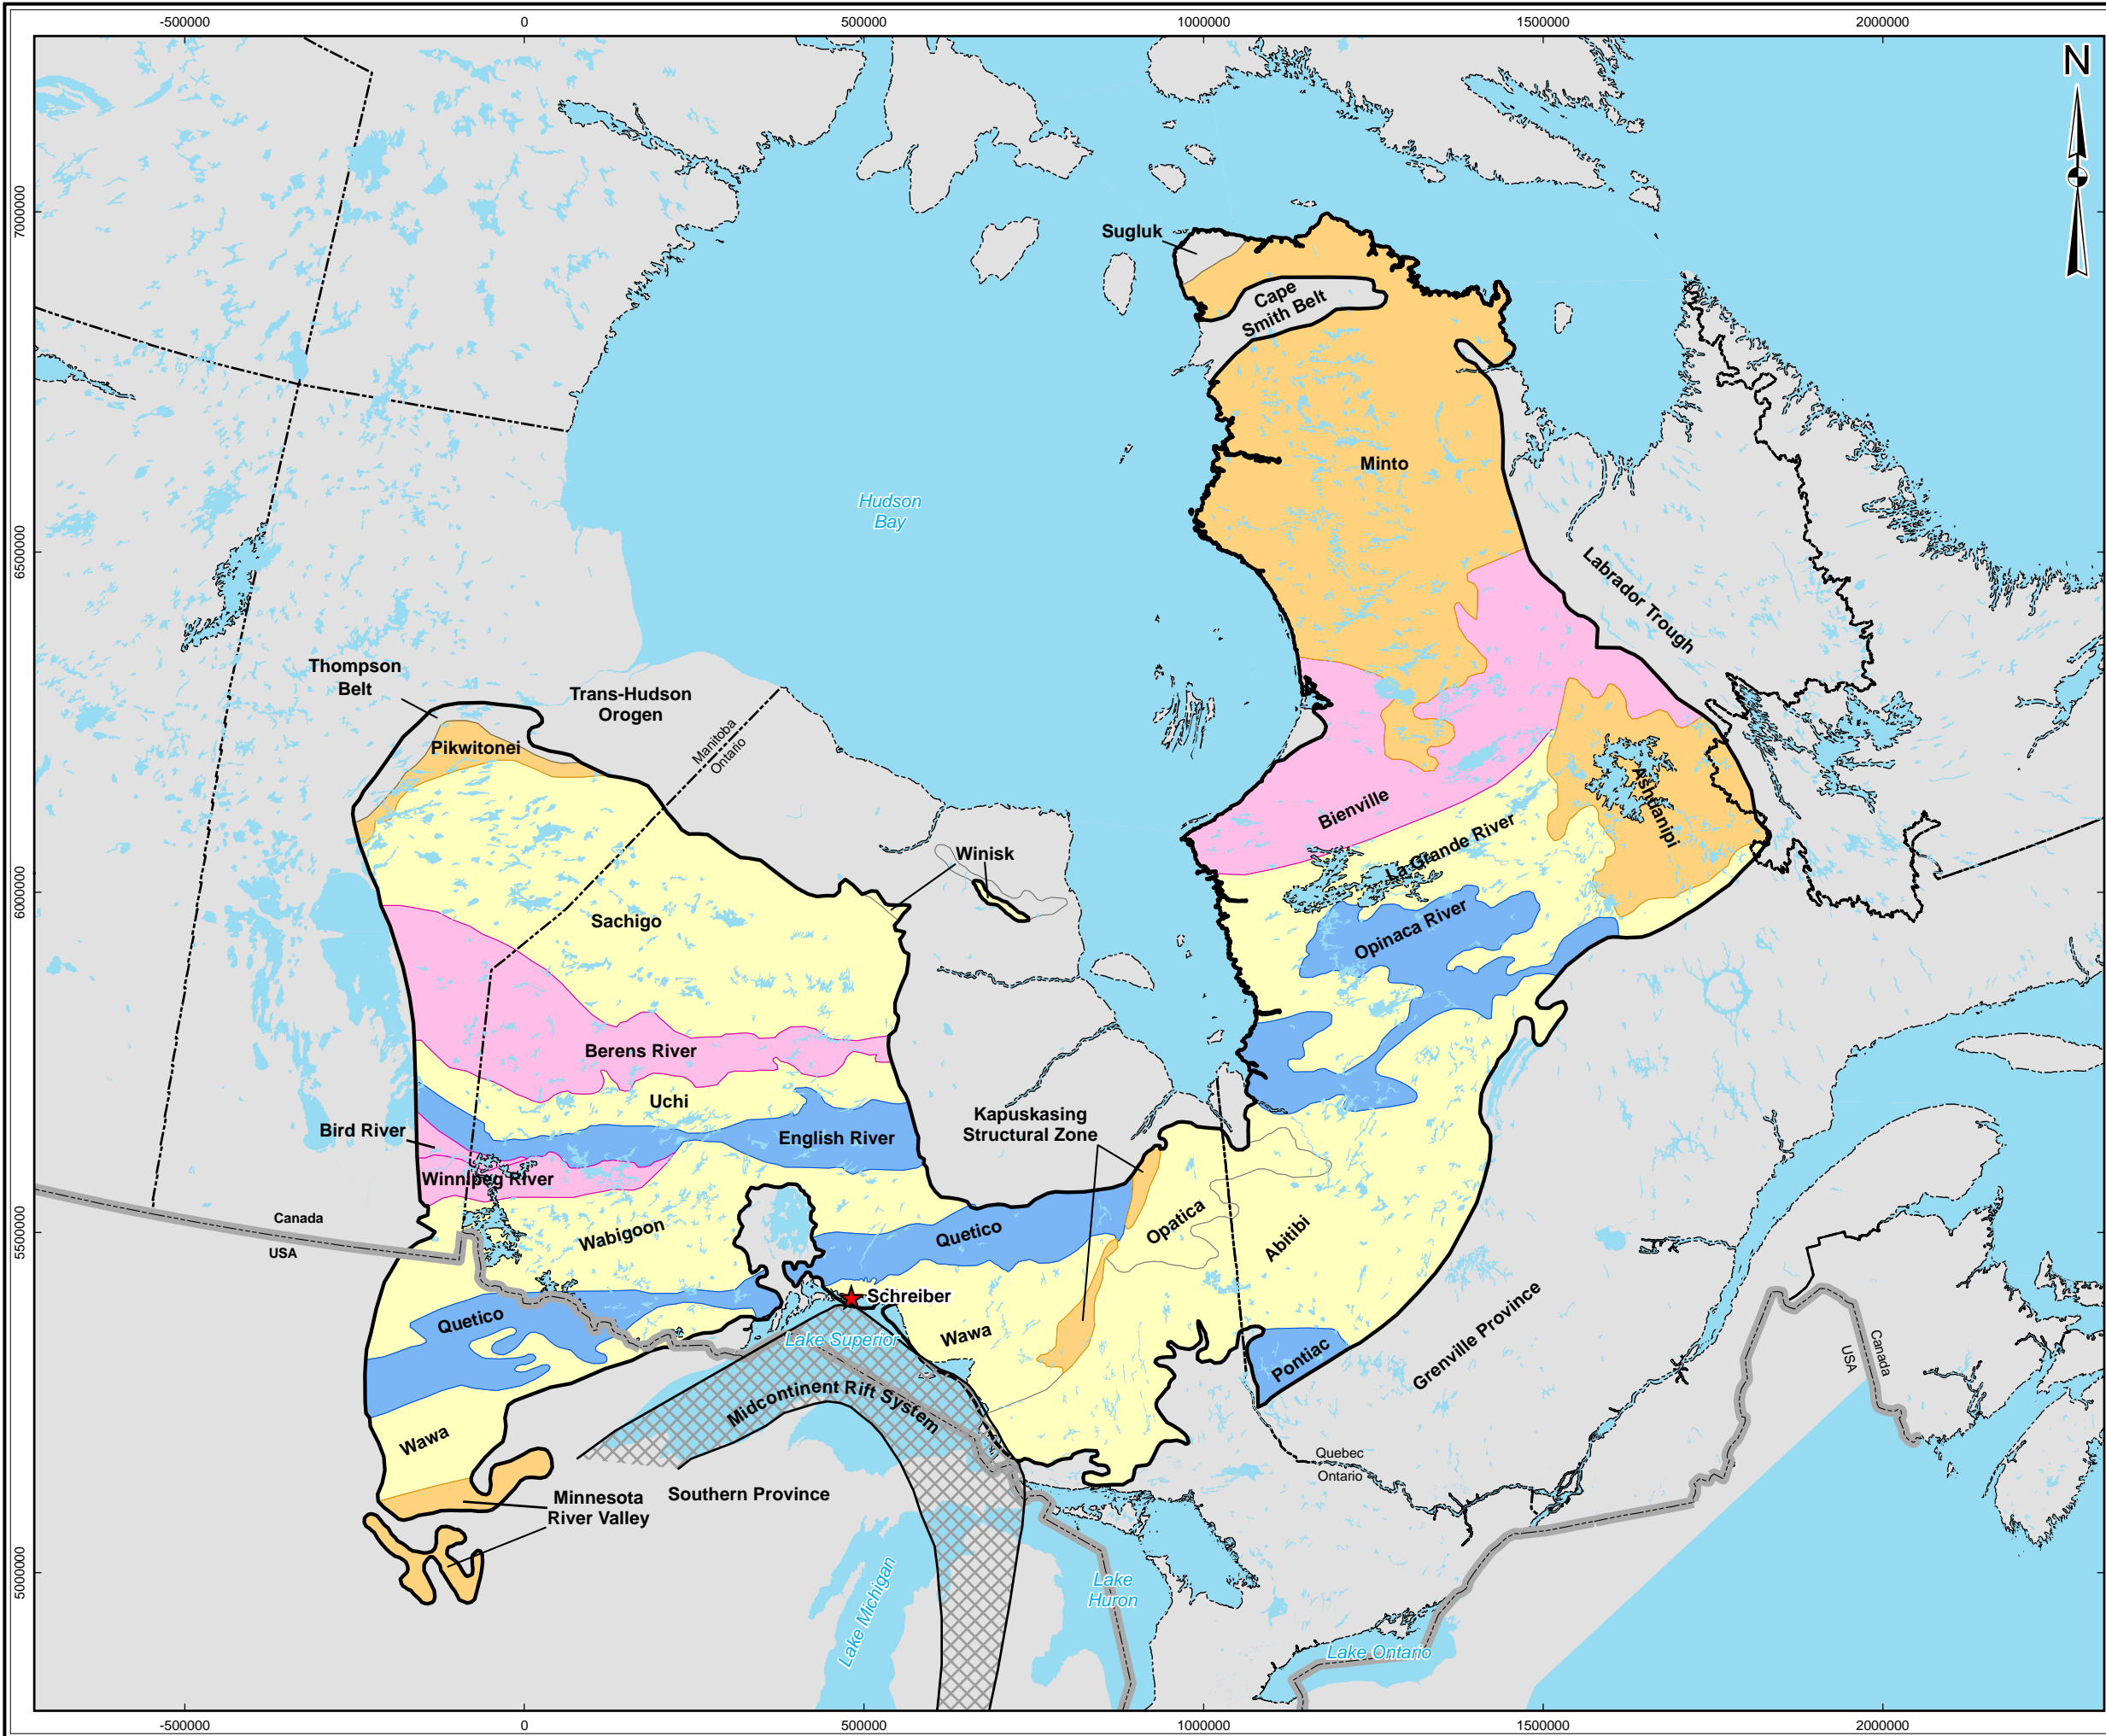 -500000
0
500000
1000000
1500000
2000000
N
7000000
6500000
6000000
5500000
5000000
Sugluk
Cape
Smith Belt
Minto
Hudson
Bay
Labrador Trough
Thompson
Belt
Trans-Hudson
Orogen
Manitoba
Ontario
Pikwitonei
Ashuanipi
Bienville
La Grande River
Winisk
Sachigo
Opinaca River
Berens River
Uchi
Kapuskasing
Structural Zone
Bird River
English River
Winnipeg River
Canada
USA
Wabigoon
Quetico
Opatica
Abitibi
Schreiber
Quetico
Lake Superior
Wawa
Pontiac
Grenville Province
Canada
USA
Midcontinent Rift System
Wawa
Quebec
Ontario
Minnesota
River Valley
Southern Province
Lake Michigan
Lake
Huron
Lake Ontario
-500000
0
500000
1000000
1500000
2000000